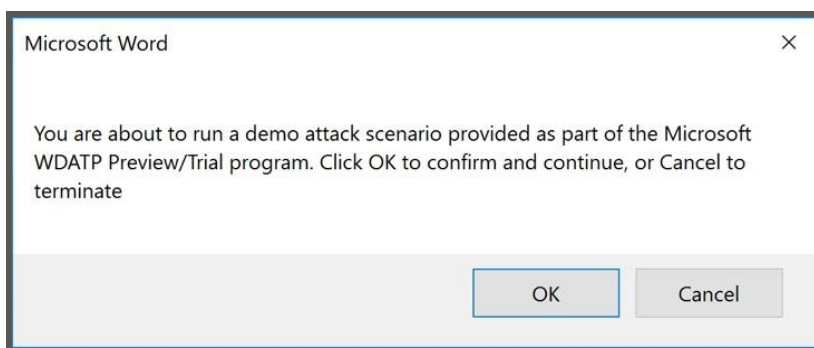 Microsoft Word
You are about to run a demo attack scenario provided as part of the Microsoft
WDATP Preview/Trial program. Click OK to confirm and continue, or Cancel to
terminate
OK
Cancel